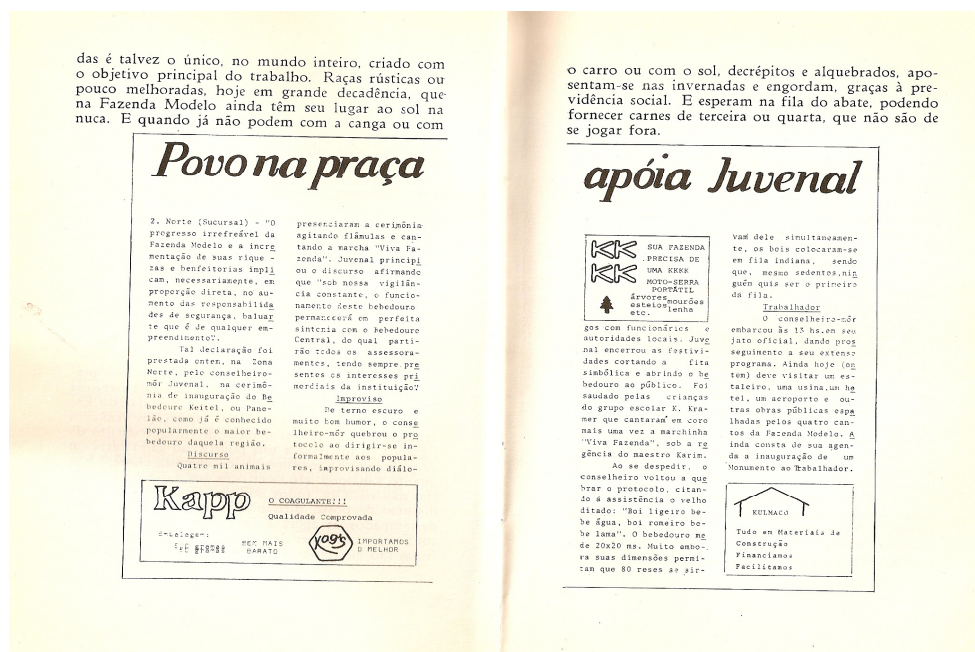 das é talvez o único, no mundo inteiro, criado com
o objetivo principal do trabalho. Raças rústicas ou
pouco melhoradas, hoje em grande decadência, que
na Fazenda Modelo ainda têm seu lugar ao sol na
nuca. E quando já não podem com a canga ou com
Povo na praça
2. Norte (Sucursal) - "O
progresso irrefreável da
Fazenda Modelo e a incre
mentação de suas rique -
zas e benfeitorias impli
cam, necessariamente, em
proporção direta, no au-
mento das responsabilida
des de segurança, baluar
te que é de qualquer em-
preendimento".
Tal declaração foi
prestada ontem, na Zona
Norte, pelo conselheiro-
mór Juvenal, na cerimô-
nia de inauguração do Be
bedouro Keitel, ou Pane-
lão, como já é conhecido
popularmente o maior be-
bedouro daquela região.
Discurso
Quatro mil animais
presenciaram a cerimônia
agitando flâmulas e can-
tando a marcha "Viva Fa-
zenda". Juvenal principi
ou o discurso afirmando
que "sob nossa vigilân-
cia constante, o funcio-
namento deste bebedouro
permanecerá em perfeita
sintonia com o Bebedouro
Central, do qual parti-
rão todos os assessora-
mentos, tendo sempre pre
sentes os interesses pri
mordiais da instituição"
Improviso
De terno escuro e
muito bom humor, o conse
lheiro-mór quebrou o pro
tocolo ao dirigir-se in-
formalmente aos popula-
res, improvisando diálo-
Kapp
O COAGULANTE!!!
Qualidade Comprovada
BEM MAIS
BARATO
yog's
IMPORTAMOS
O MELHOR
o carro ou com o sol, decrépitos e alquebrados, apo-
sentam-se nas invernadas e engordam, graças à pre-
vidência social. E esperam na fila do abate, podendo
fornecer carnes de terceira ou quarta, que não são de
se jogar fora.
apóia Juvenal
KK
KK
SUA FAZENDA
PRECISA DE
UMA KKKK
MOTO-SERRA
PORTÁTIL
árvores
esteios
etc.
mourões
lenha
gos com funcionários e
autoridades locais. Juve
nal encerrou as festivi-
dades cortando a fita
simbólica e abrindo o be
bedouro ao público. Foi
saudado pelas crianças
do grupo escolar K. Kra-
mer que cantaram em coro
mais uma vez a marchinha
"Viva Fazenda", sob a re
gência do maestro Karim.
Ao se despedir, o
conselheiro voltou a que
brar o protocolo, citan-
do à assistência o velho
ditado: "Boi ligeiro be-
be água, boi romeiro be-
be lama". O bebedouro me
de 20x20 ms. Muito embo-
ra suas dimensões permi-
tam que 80 reses se sir-
vam dele simultaneamen-
te, os bois colocaram-se
em fila indiana, sendo
que, mesmo sedentos, nin
guém quis ser o primeiro
da fila.
Trabalhador
O conselheiro-mór
embarcou às 13 hs. em seu
jato oficial, dando pros
seguimento a seu extenso
programa. Ainda hoje (on
tem) deve visitar um es-
taleiro, uma usina, um ho
tel, um aeroporto e ou-
tras obras públicas espa
lhadas pelos quatro can-
tos da Fazenda Modelo. A
inda consta de sua agen-
da a inauguração de um
Monumento ao Trabalhador.
KULMACO
Tudo em Materiais de
Construção
Financiamos
Facilitamos